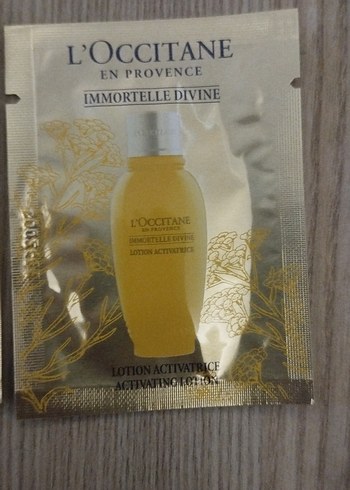 L'OCCITANE
EN PROVENCE
IMMORTELLE DIVINE
L'OCCITANE
EN PROVENCE
IMMORTELLE DIVINE
LOTION ACTIVATRICE
LOTION ACTIVATRICE
ACTIVATING LOTION